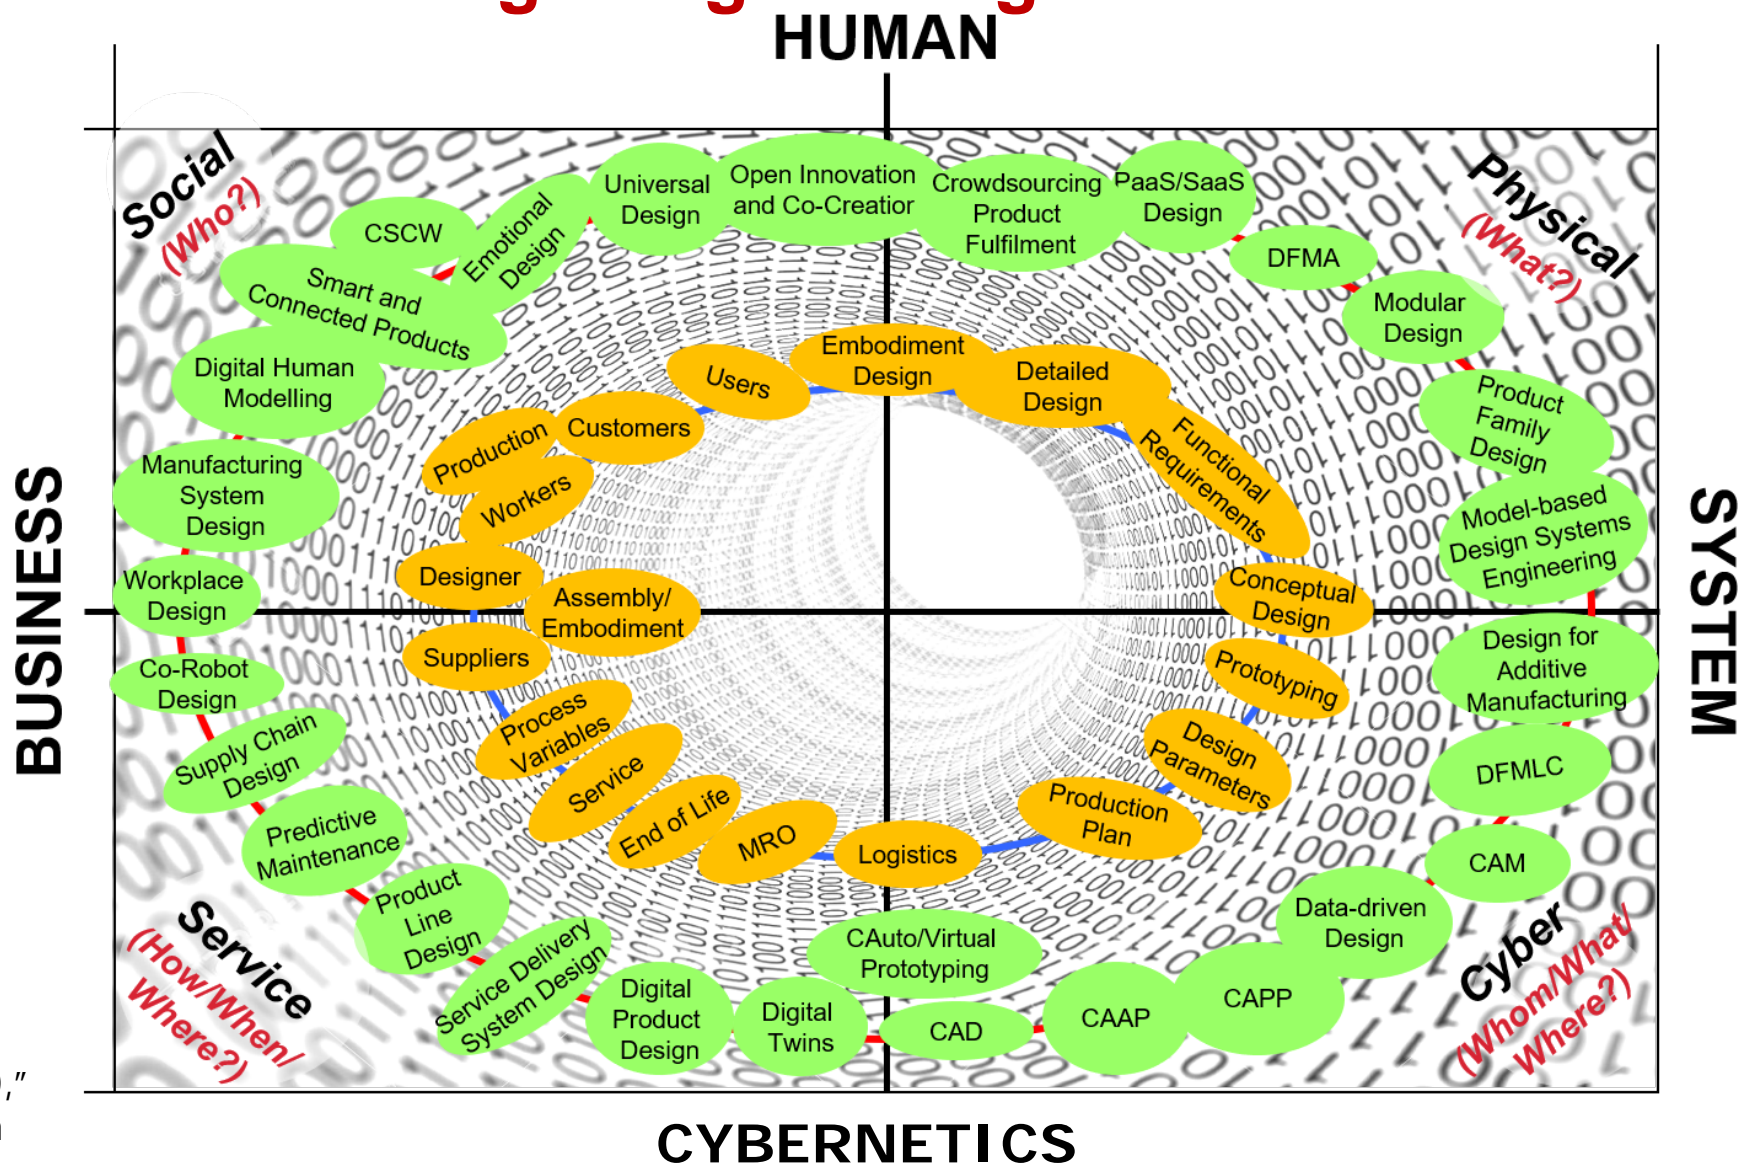 HUMAN
Social
(Who?)
Physical
(What?)
CSCW
Emotional
Design
Universal
Design
Open Innovation
and Co-Creatior
Crowdsourcing
Product
Fulfilment
PaaS/SaaS
Design
DFMA
Modular
Design
Smart and
Connected Products
Digital Human
Modelling
Product
Family
Design
Manufacturing
System
Design
Model-based
Design Systems
Engineering
Workplace
Design
Design for
Additive
Manufacturing
Co-Robot
Design
DFMLC
Supply Chain
Design
CAM
Predictive
Maintenance
Data-driven
Design
Product
Line
Design
CAPP
Service Delivery
System Design
CAAP
Digital
Product
Design
Digital
Twins
CAD
CAuto/Virtual
Prototyping
Users
Embodiment
Design
Detailed
Design
Functional
Requirements
Customers
Production
Workers
Designer
Assembly/
Embodiment
Conceptual
Design
Suppliers
Prototyping
Process
Variables
Design
Parameters
Service
Production
Plan
End of Life
MRO
Logistics
BUSINESS
SYSTEM
Service
(How/When/
Where?)
Cyber
(Whom/What/
Where?)
,"
CYBERNETICS